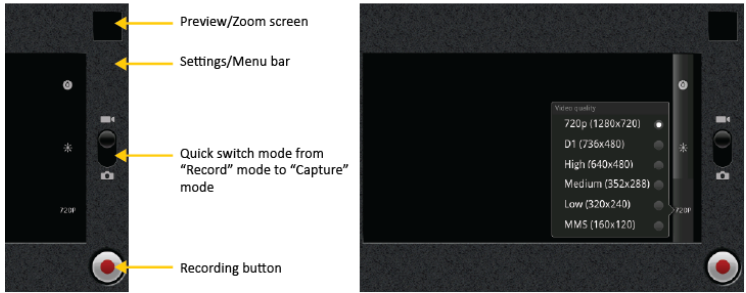 Preview/Zoom screen
Settings/Menu bar
Quick switch mode from
“Record” mode to “Capture”
mode
720P
Recording button
Video quality
720p (1280x720)
D1 (736x480)
High (640x480)
Medium (352x288)
Low (320x240)
MMS (160x120)
720P